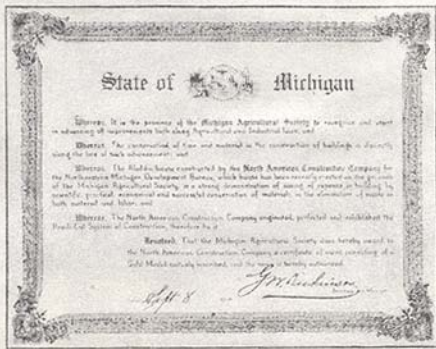 State of Michigan
Whereas, It is the province of the Michigan Agricultural Society to recognize and assist
in advancing all improvements both along Agricultural and Industrial lines; and
Whereas, The conservation of time and material in the construction of buildings is distinctly
along the line of such advancement; and
Whereas, The Aladdin house constructed by the North American Construction Company for
the Northeastern Michigan Development Bureau, which house has been recently erected on the grounds
of the Michigan Agricultural Society, is a strong demonstration of saving of expense in building by
scientific, practical, economical and successful conservation of materials, in the elimination of waste in
both material and labor; and
Whereas, The North American Construction Company originated, perfected and established the
Readi-Cut System of Construction, therefore be it
Resolved, That the Michigan Agricultural Society does hereby award to
the North American Construction Company a certificate of merit consisting of a
Gold Medal suitably inscribed, and the same is hereby authorized.
Sept 8